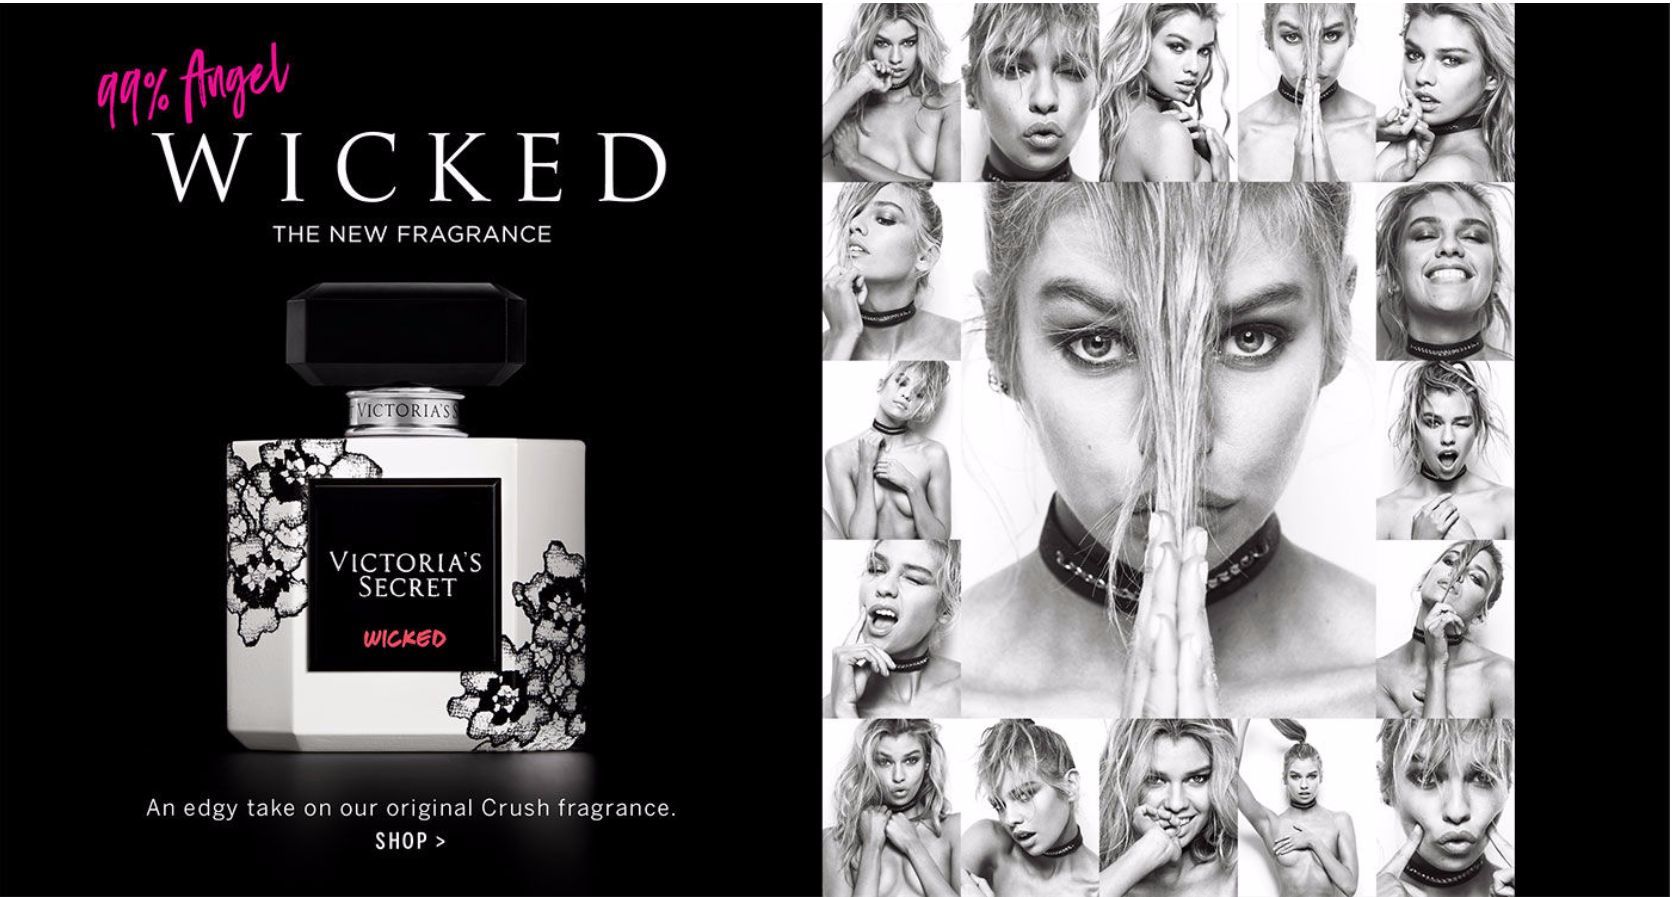 99% Angel
WICKED
THE NEW FRAGRANCE
VICTORIA'S
VICTORIA'S
SECRET
WICKED
An edgy take on our original Crush fragrance.
SHOP >